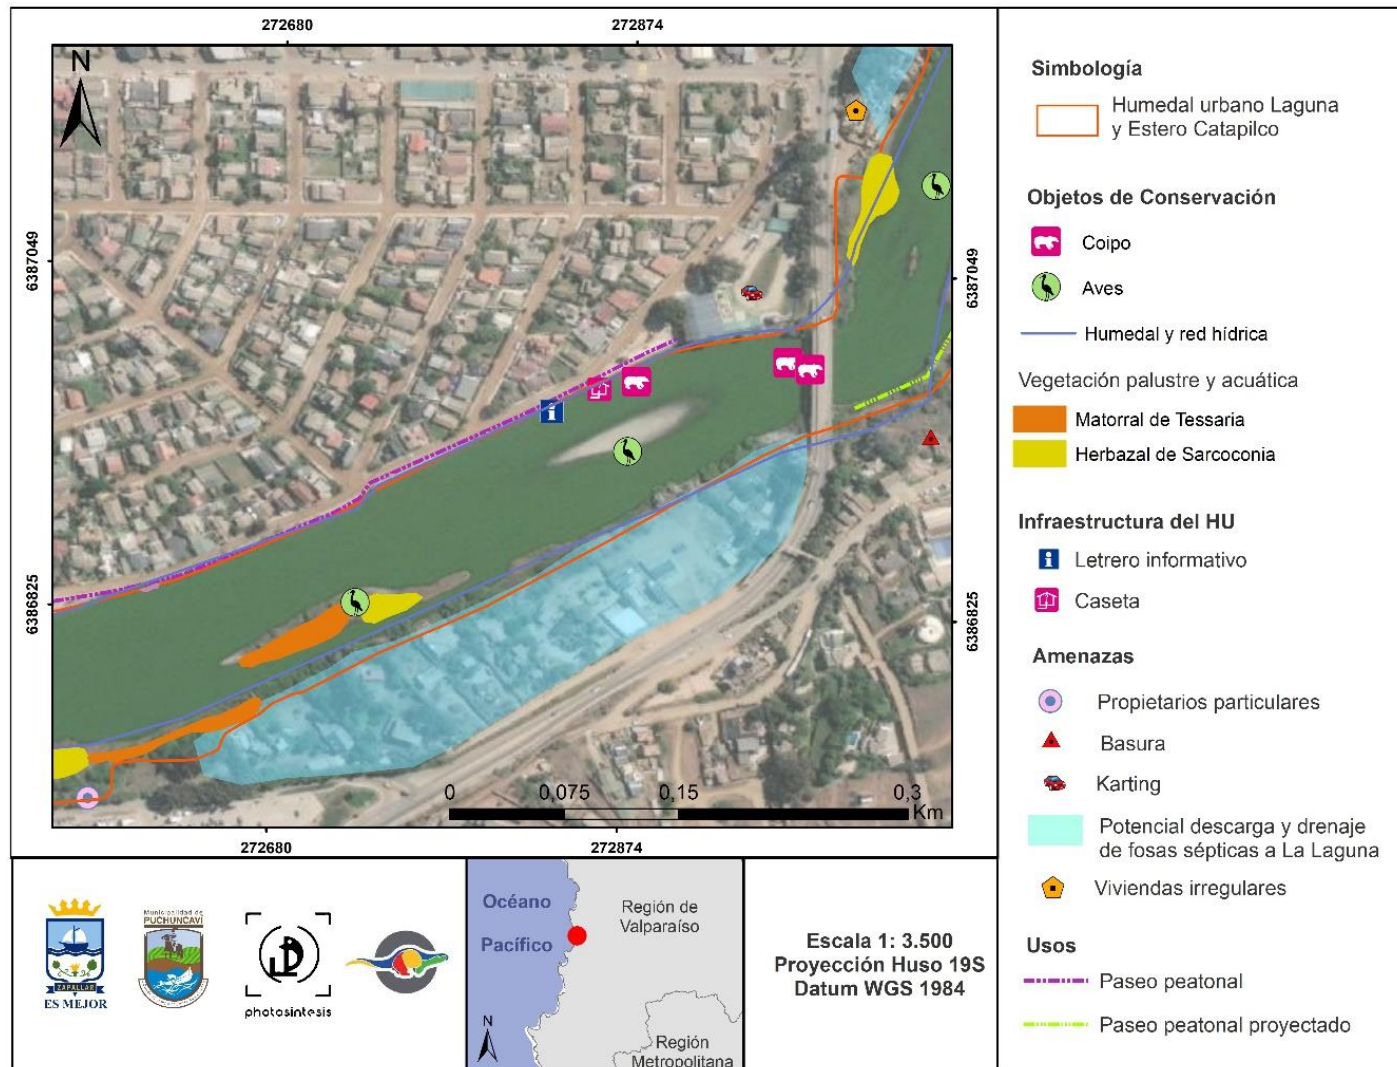 272680
272874
N
6387049
6387049
6386825
6386825
0
0,075
0,15
0,3
Km
272680
272874
Simbología
Humedal urbano Laguna
y Estero Catapilco
Objetos de Conservación
Coipo
Aves
Humedal y red hídrica
Vegetación palustre y acuática
Matorral de Tessaria
Herbazal de Sarcoconia
Infraestructura del HU
Letrero informativo
Caseta
Amenazas
Propietarios particulares
Basura
Karting
Potencial descarga y drenaje
de fosas sépticas a La Laguna
Viviendas irregulares
Usos
Paseo peatonal
Paseo peatonal proyectado
ZAPALLAR
ES MEJOR
Municipalidad de
PUCHUNCAVÍ
photosintesis
Océano
Pacífico
Región de
Valparaíso
N
Región
Metropolitana
Escala 1: 3.500
Proyección Huso 19S
Datum WGS 1984